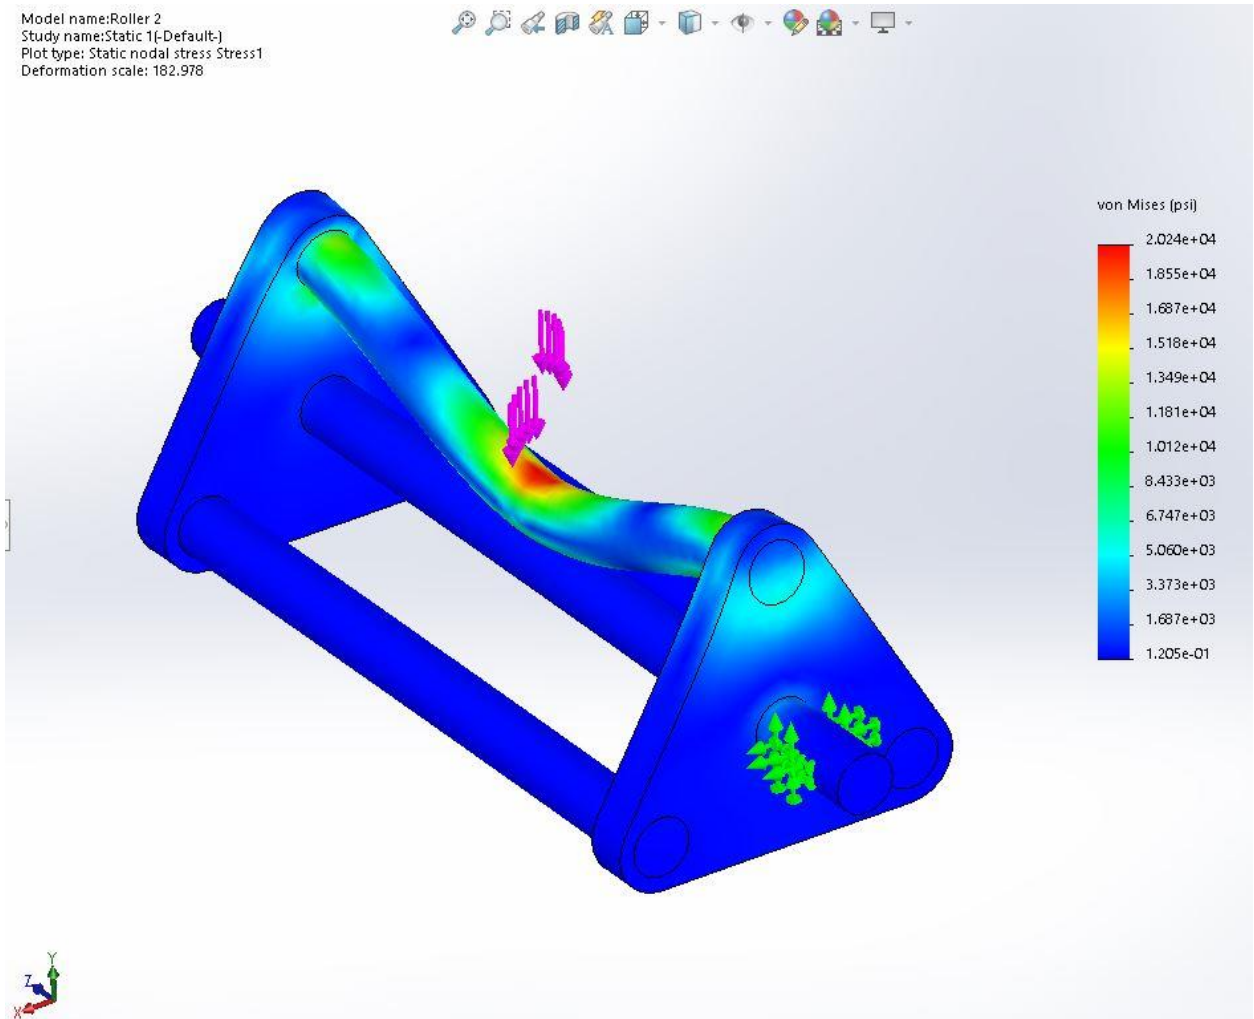 Model name:Roller 2
Study name:Static 1(-Default-)
Plot type: Static nodal stress Stress1
Deformation scale: 182.978
von Mises (psi)
2.024e+04
1.855e+04
1.687e+04
1.518e+04
1.349e+04
1.181e+04
1.012e+04
8.433e+03
6.747e+03
5.060e+03
3.373e+03
1.687e+03
1.205e-01
Y
Z
X